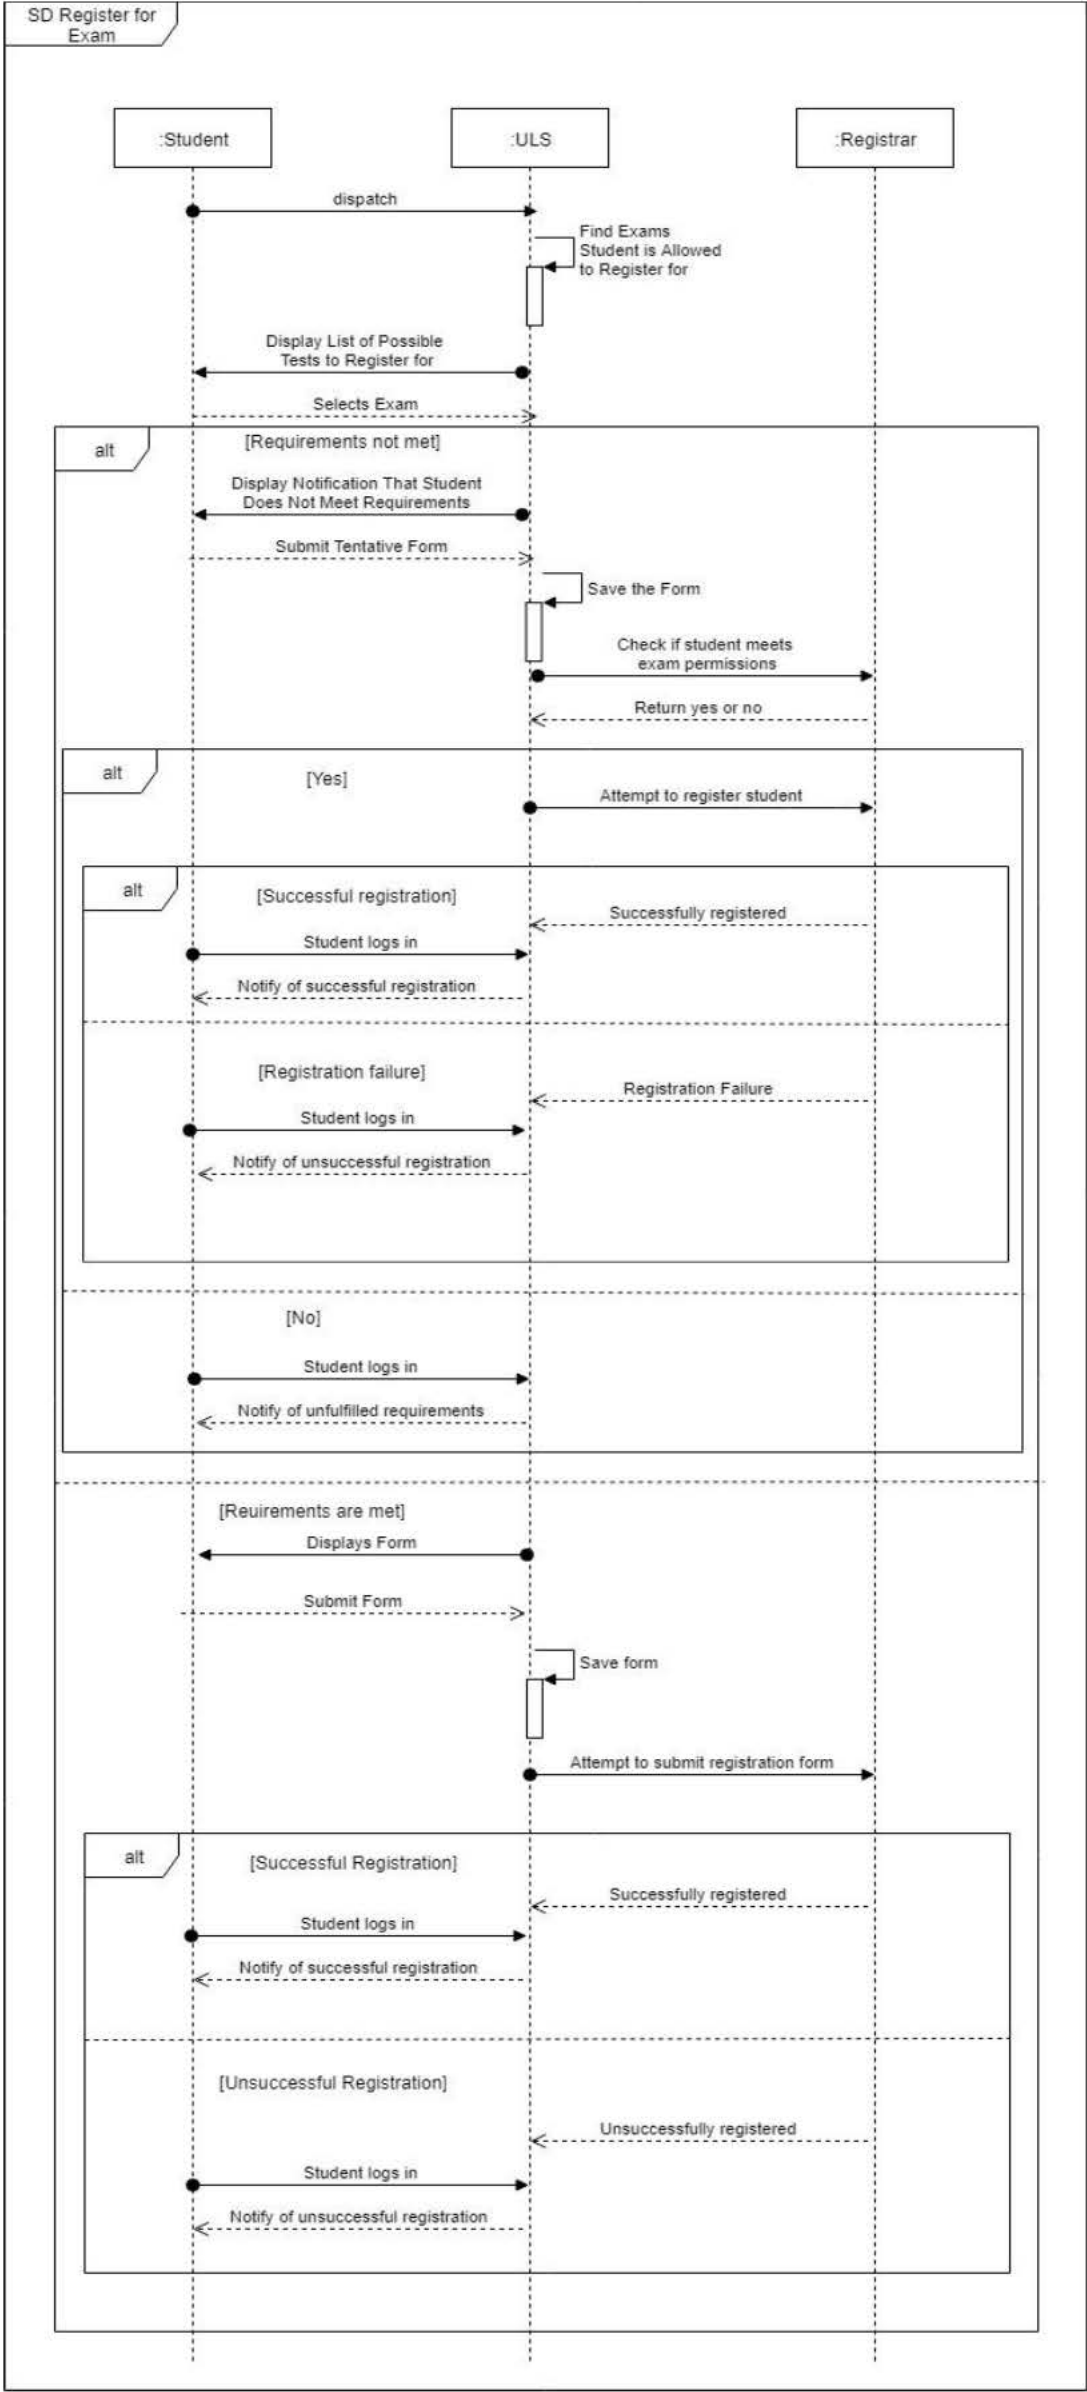 SD Register for
Exam
:Student
:ULS
:Registrar
dispatch
Find Exams
Student is Allowed
to Register for
Display List of Possible
Tests to Register for
Selects Exam
alt
[Requirements not met]
Display Notification That Student
Does Not Meet Requirements
Submit Tentative Form
Save the Form
Check if student meets
exam permissions
Return yes or no
alt
[Yes]
Attempt to register student
alt
[Successful registration]
Successfully registered
Student logs in
Notify of successful registration
[Registration failure]
Registration Failure
Student logs in
Notify of unsuccessful registration
[No]
Student logs in
Notify of unfulfilled requirements
[Reuirements are met]
Displays Form
Submit Form
Save form
Attempt to submit registration form
alt
[Successful Registration]
Successfully registered
Student logs in
Notify of successful registration
[Unsuccessful Registration]
Unsuccessfully registered
Student logs in
Notify of unsuccessful registration